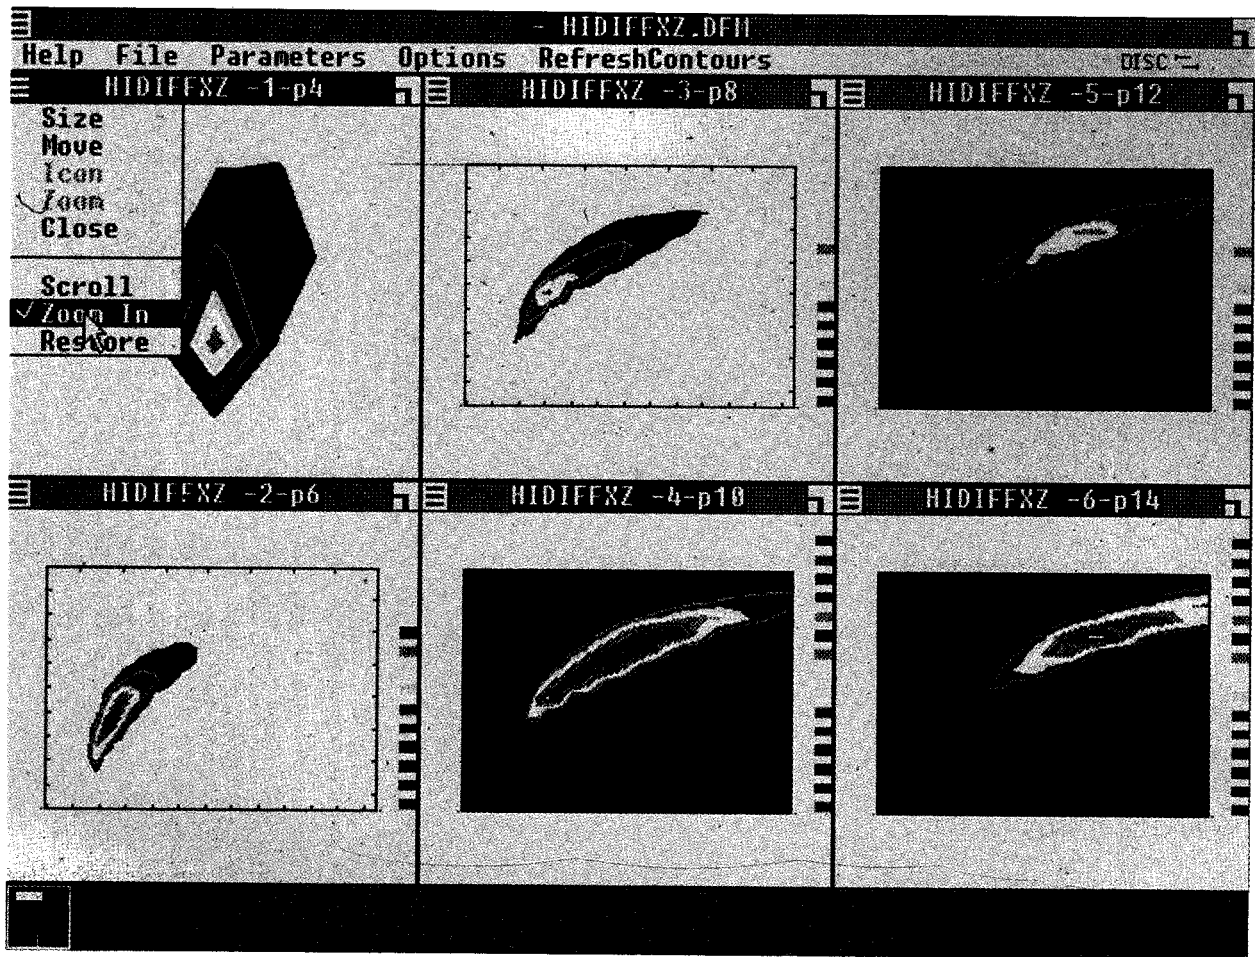 - HIDIFFXZ.DFM
Help File Parameters Options RefreshContours
DISC
HIDIFFXZ -1-p4
HIDIFFXZ -3-p8
HIDIFFXZ -5-p12
Size
Move
Icon
Zoom
Close
Scroll
Zoom In
Restore
HIDIFFXZ -2-p6
HIDIFFXZ -4-p10
HIDIFFXZ -6-p14